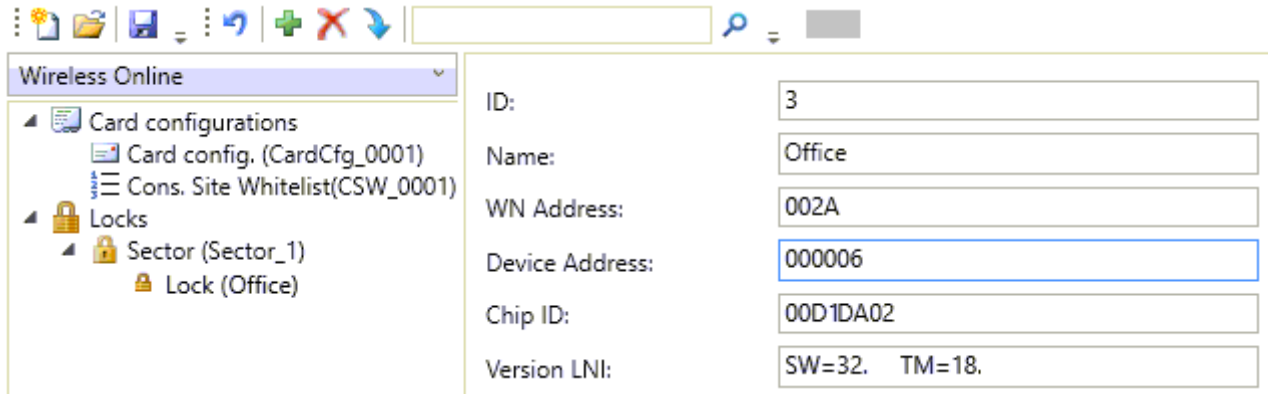 Wireless Online
Card configurations
Card config. (CardCfg_0001)
Cons. Site Whitelist(CSW_0001)
Locks
Sector (Sector_1)
Lock (Office)
ID: 3
Name: Office
WN Address: 002A
Device Address: 000006
Chip ID: 00D1DA02
Version LNI: SW=32. TM=18.